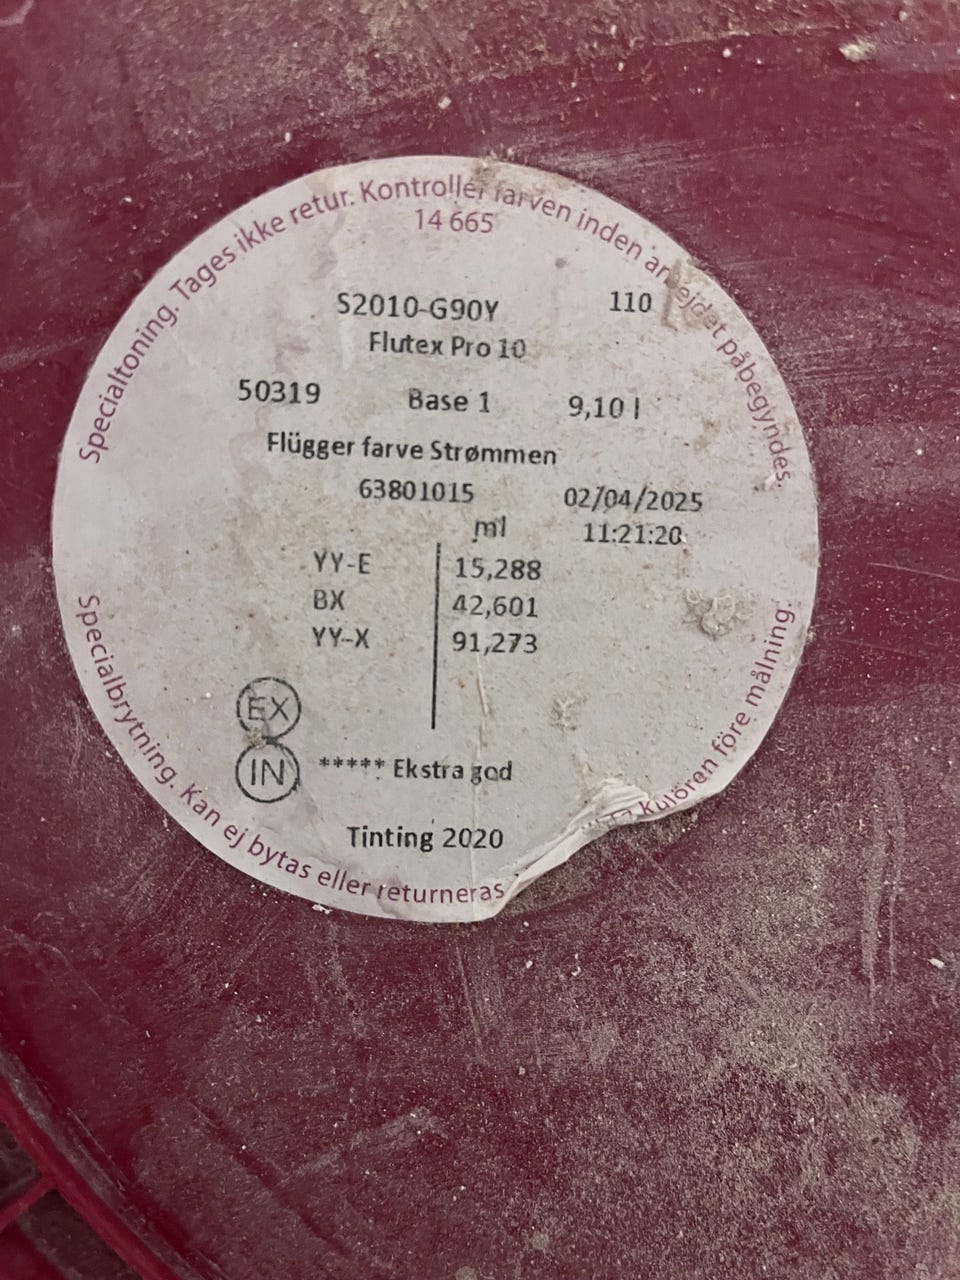 Specialtoning. Tages ikke retur. Kontrollér farven inden arbejdet påbegyndes.
14 665
S2010-G90Y 110
Flutex Pro 10
50319 Base 1 9,10 l
Flügger farve Strømmen
63801015 02/04/2025
ml 11:21:20
YY-E 15,288
BX 42,601
YY-X 91,273
EX
IN ***** Ekstra god
Tinting 2020
Specialbrytning. Kan ej bytas eller returneras kulören före målning.